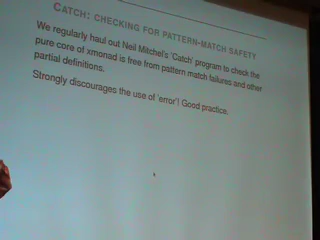 CATCH: CHECKING FOR PATTERN-MATCH SAFETY
We regularly haul out Neil Mitchel's 'Catch' program to check the
pure core of xmonad is free from pattern match failures and other
partial definitions.
Strongly discourages the use of 'error'! Good practice.